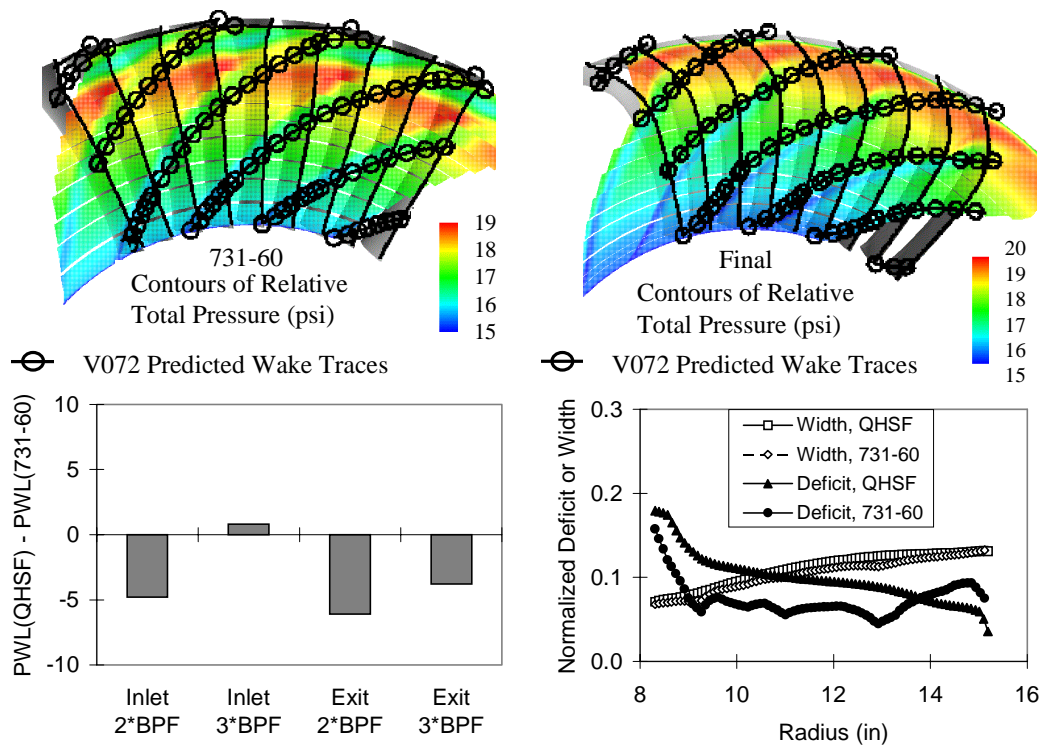 731-60
Contours of Relative
Total Pressure (psi)
19
18
17
16
15
V072 Predicted Wake Traces
Final
Contours of Relative
Total Pressure (psi)
20
19
18
17
16
15
V072 Predicted Wake Traces
PWL(QHSF) - PWL(731-60)
10
5
0
-5
-10
Inlet 2*BPF
Inlet 3*BPF
Exit 2*BPF
Exit 3*BPF
Normalized Deficit or Width
0.3
0.2
0.1
0.0
Width, QHSF
Width, 731-60
Deficit, QHSF
Deficit, 731-60
8 10 12 14 16
Radius (in)